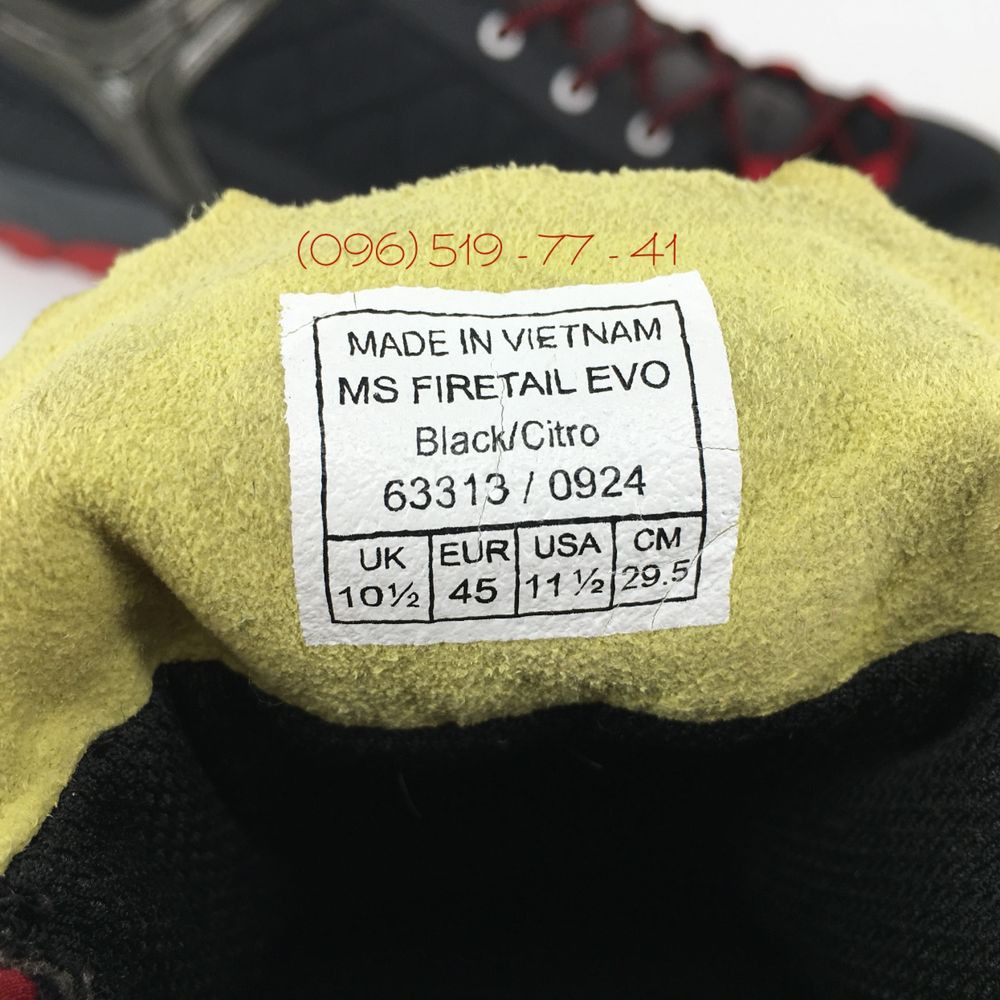 (096) 519 - 77 - 41
MADE IN VIETNAM
MS FIRETAIL EVO
Black/Citro
63313 / 0924
UK EUR USA CM
10½ 45 11 ½ 29.5